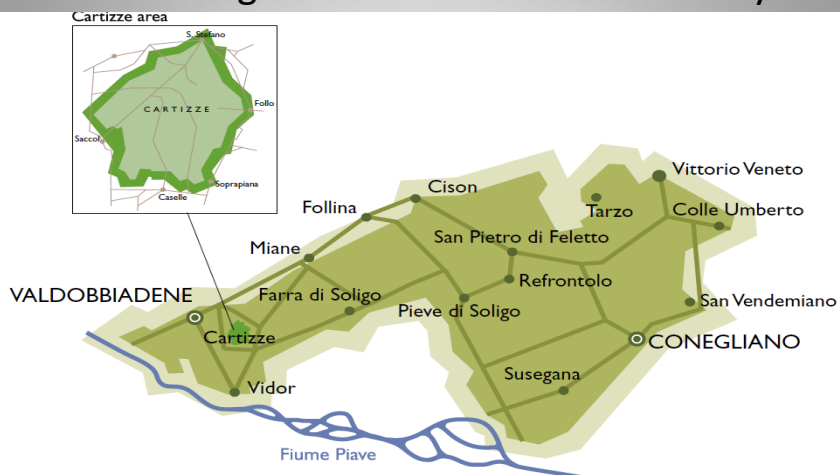 Cartizze area
S. Stefano
CARTIZZE
Follo
Saccol
Soprapiana
Caselle
Vittorio Veneto
Cison
Follina
Tarzo
Colle Umberto
San Pietro di Feletto
Miane
Refrontolo
VALDOBBIADENE
Farra di Soligo
San Vendemiano
Pieve di Soligo
Cartizze
CONEGLIANO
Susegana
Vidor
Fiume Piave